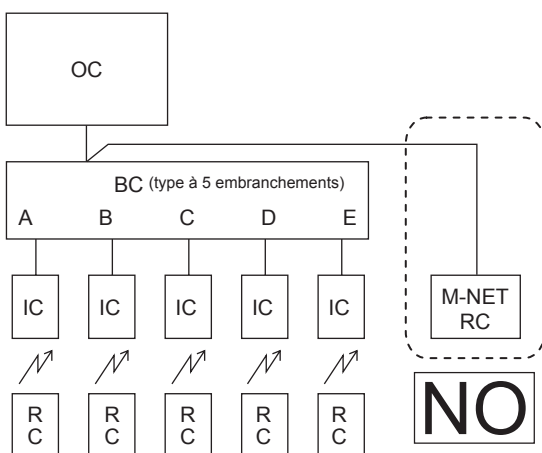 OC
BC (type à 5 embranchements)
A B C D E
IC IC IC IC IC
M-NET
RC
R R R R R
C C C C C
NO